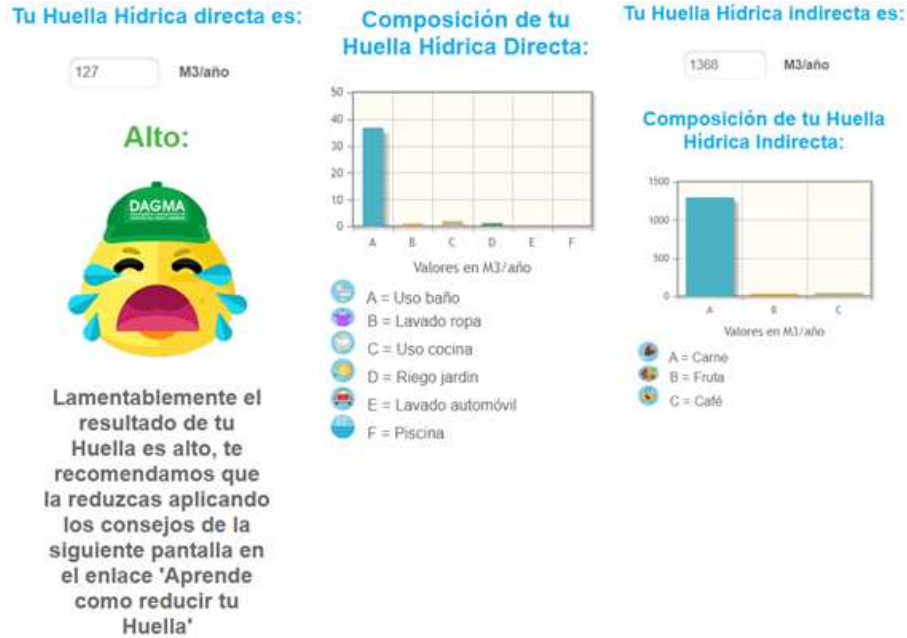 Tu Huella Hídrica directa es:
127 M3/año
Alto:
DAGMA
Lamentablemente el
resultado de tu
Huella es alto, te
recomendamos que
la reduzcas aplicando
los consejos de la
siguiente pantalla en
el enlace 'Aprende
como reducir tu
Huella'
Composición de tu
Huella Hídrica Directa:
50
40
30
20
10
0
A B C D E F
Valores en M3/año
A = Uso baño
B = Lavado ropa
C = Uso cocina
D = Riego jardín
E = Lavado automóvil
F = Piscina
Tu Huella Hídrica indirecta es:
1368 M3/año
Composición de tu Huella
Hídrica Indirecta:
1500
1000
500
0
A B C
Valores en M3/año
A = Carne
B = Fruta
C = Café